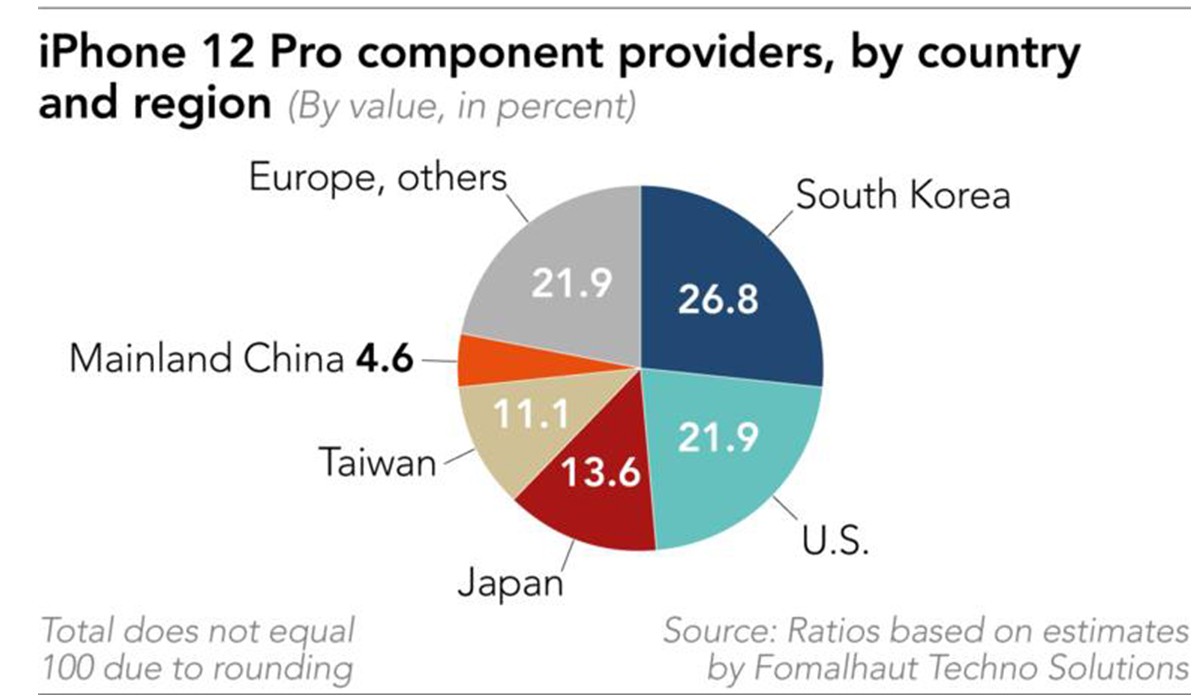 iPhone 12 Pro component providers, by country
and region (By value, in percent)
Europe, others
South Korea
21.9
26.8
Mainland China 4.6
11.1
21.9
Taiwan
13.6
U.S.
Japan
Total does not equal
100 due to rounding
Source: Ratios based on estimates
by Fomalhaut Techno Solutions